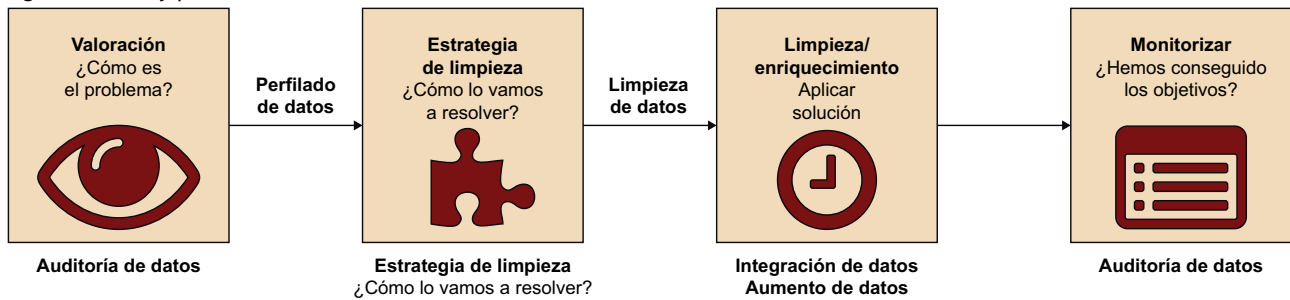 Valoración
¿Cómo es
el problema?
Perfilado
de datos
Estrategia
de limpieza
¿Cómo lo vamos
a resolver?
Limpieza
de datos
Limpieza/
enriquecimiento
Aplicar
solución
Monitorizar
¿Hemos conseguido
los objetivos?
Auditoría de datos
Estrategia de limpieza
¿Cómo lo vamos a resolver?
Integración de datos
Aumento de datos
Auditoría de datos